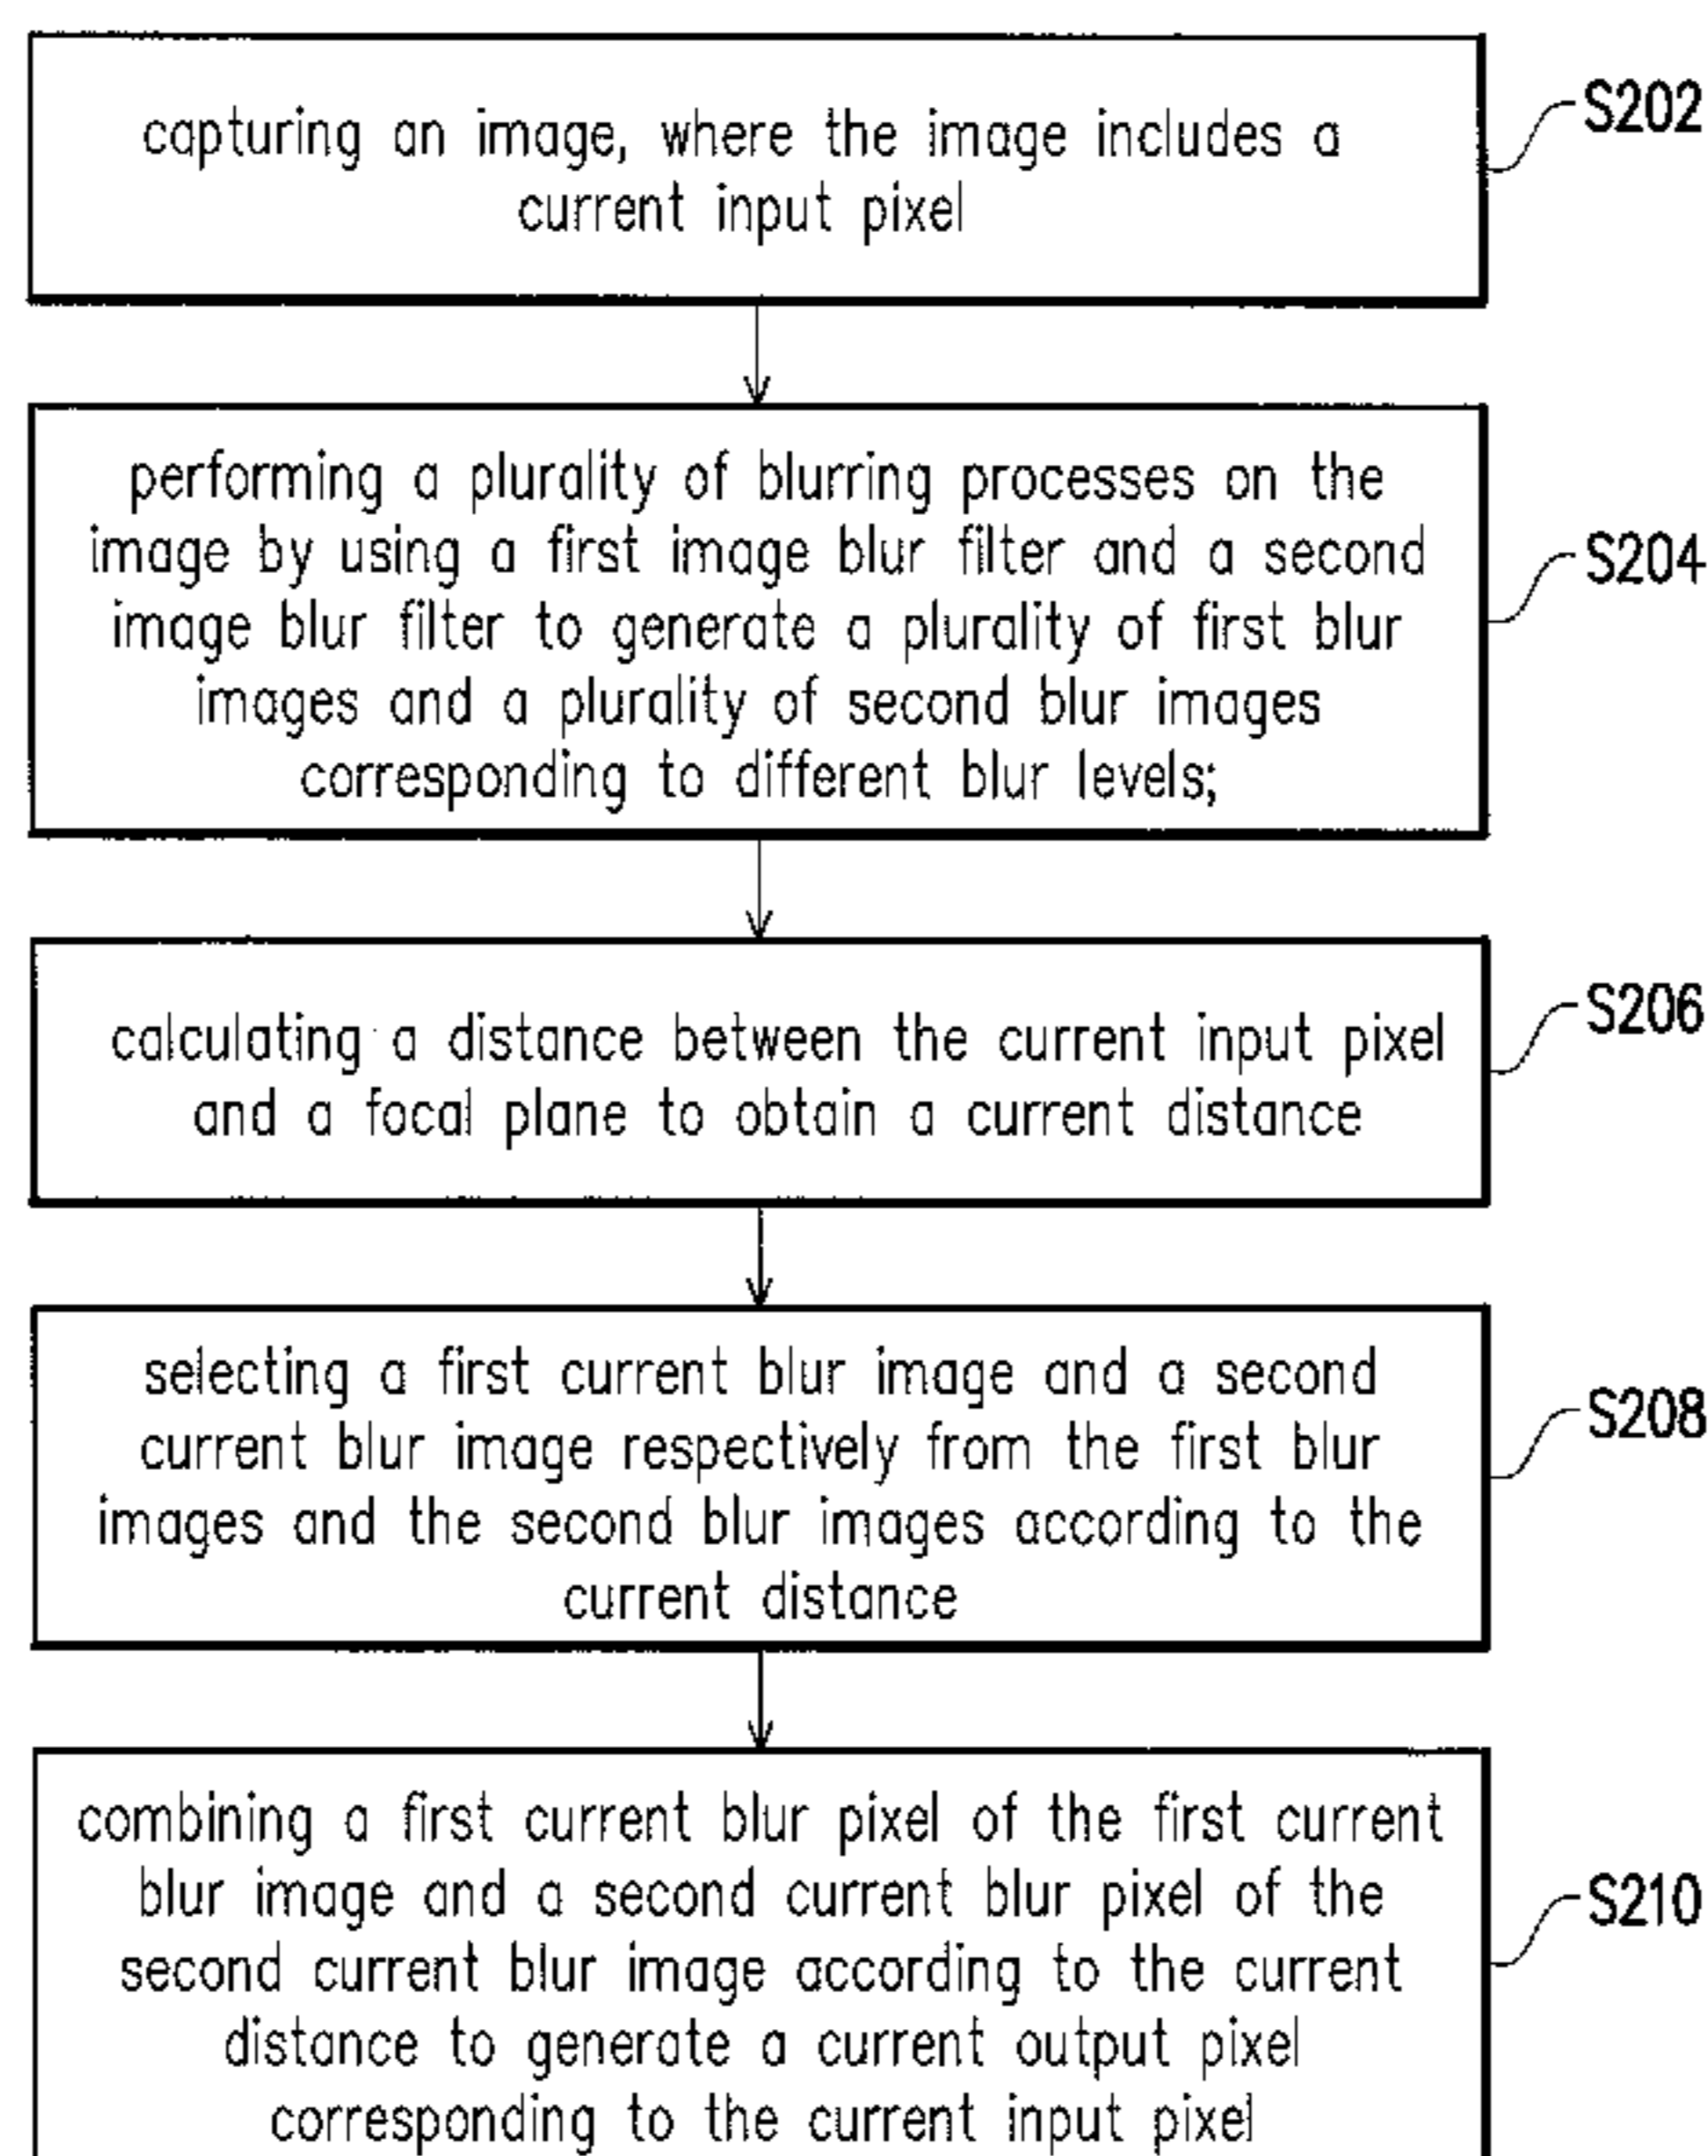 capturing an image, where the image includes a
current input pixel
S202
performing a plurality of blurring processes on the
image by using a first image blur filter and a second
image blur filter to generate a plurality of first blur
images and a plurality of second blur images
corresponding to different blur levels;
S204
calculating a distance between the current input pixel
and a focal plane to obtain a current distance
S206
selecting a first current blur image and a second
current blur image respectively from the first blur
images and the second blur images according to the
current distance
S208
combining a first current blur pixel of the first current
blur image and a second current blur pixel of the
second current blur image according to the current
distance to generate a current output pixel
corresponding to the current input pixel
S210